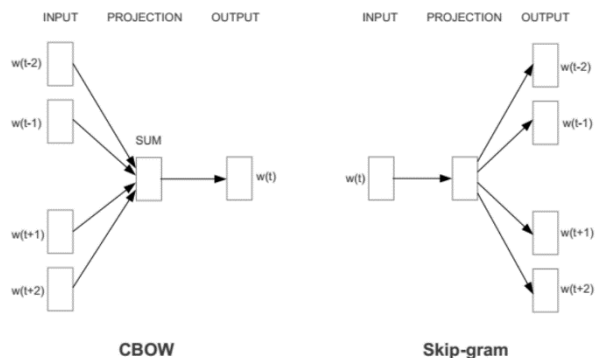 INPUT PROJECTION OUTPUT
w(t-2)
w(t-1)
SUM
w(t)
w(t+1)
w(t+2)
CBOW
INPUT PROJECTION OUTPUT
w(t-2)
w(t-1)
w(t)
w(t+1)
w(t+2)
Skip-gram